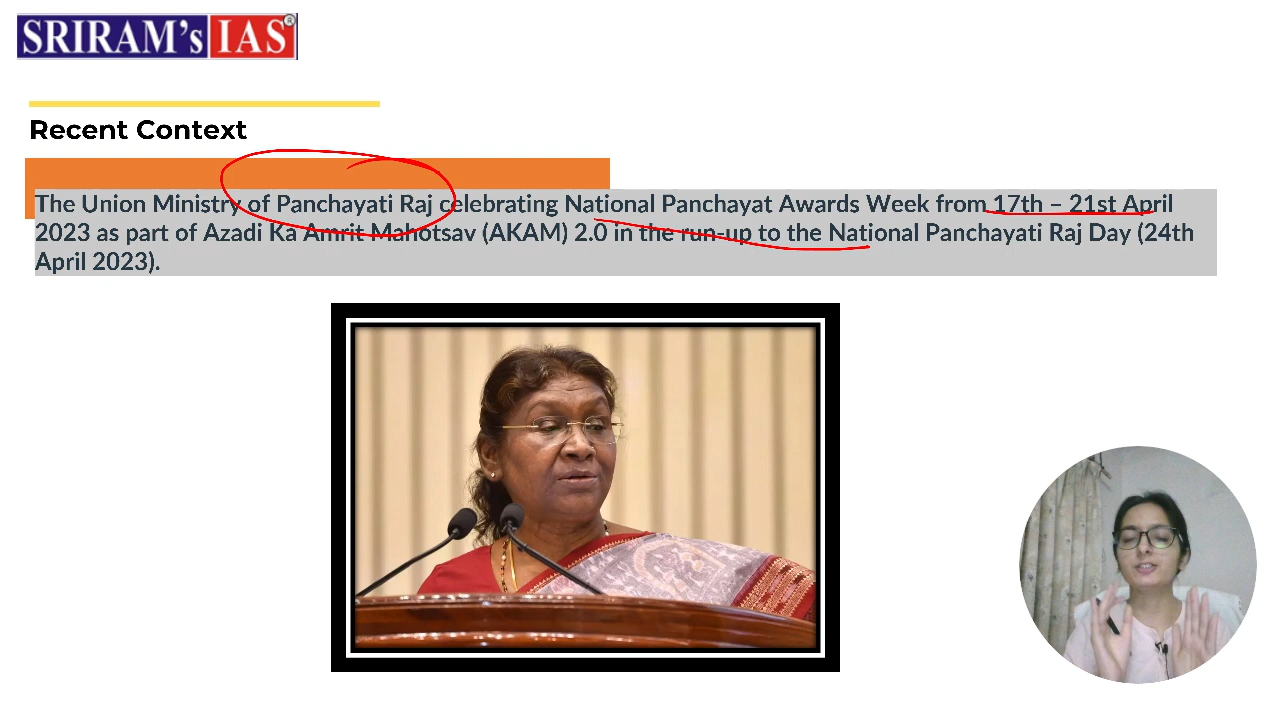 SRIRAM's IAS®
Recent Context
The Union Ministry of Panchayati Raj celebrating National Panchayat Awards Week from 17th – 21st April
2023 as part of Azadi Ka Amrit Mahotsav (AKAM) 2.0 in the run-up to the National Panchayati Raj Day (24th
April 2023).